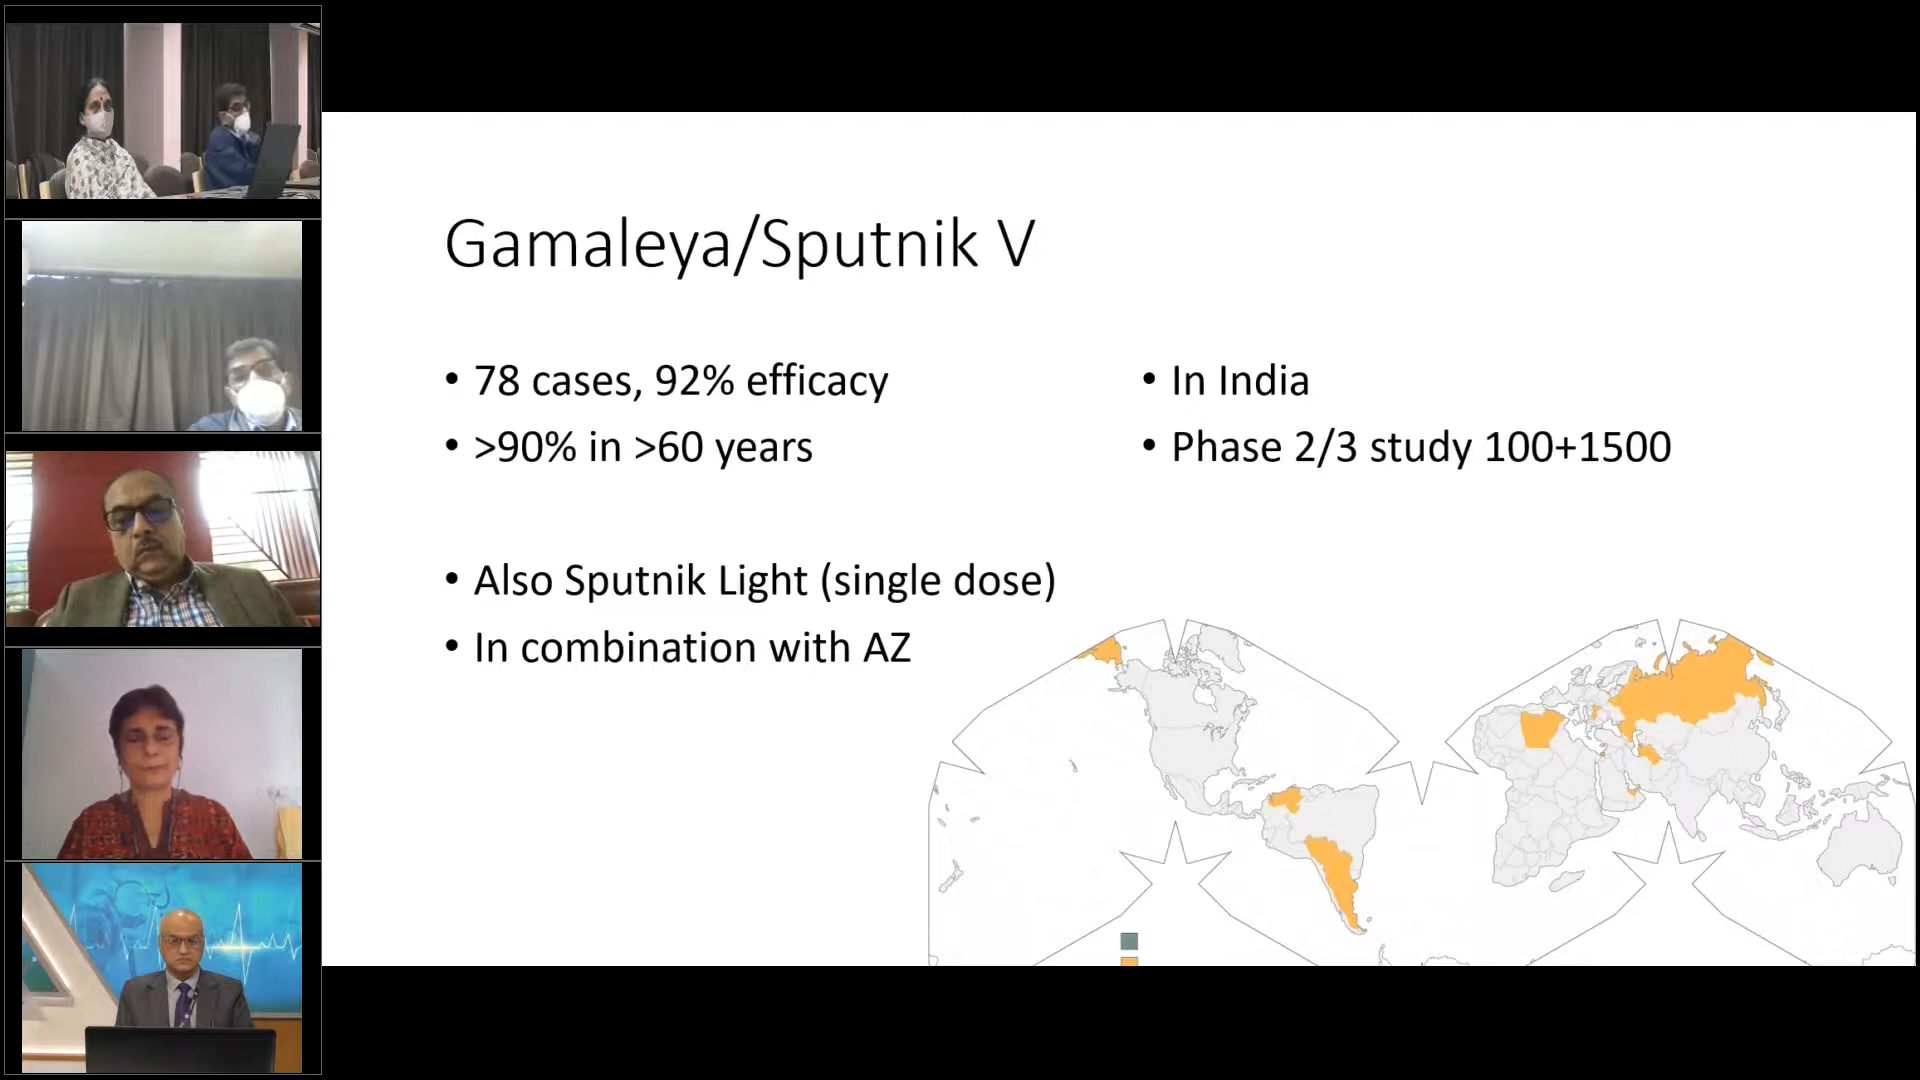 Gamaleya/Sputnik V
• 78 cases, 92% efficacy
• >90% in >60 years
• Also Sputnik Light (single dose)
• In combination with AZ
• In India
• Phase 2/3 study 100+1500